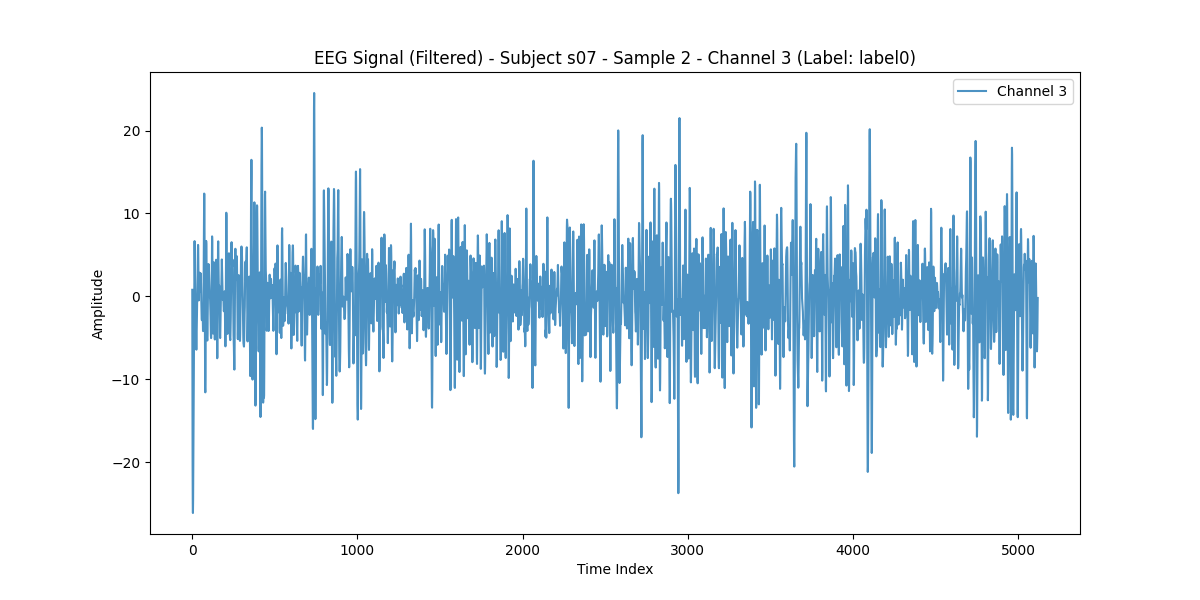 EEG Signal (Filtered) - Subject s07 - Sample 2 - Channel 3 (Label: label0)
Channel 3
20
10
0
−10
−20
Amplitude
0 1000 2000 3000 4000 5000
Time Index